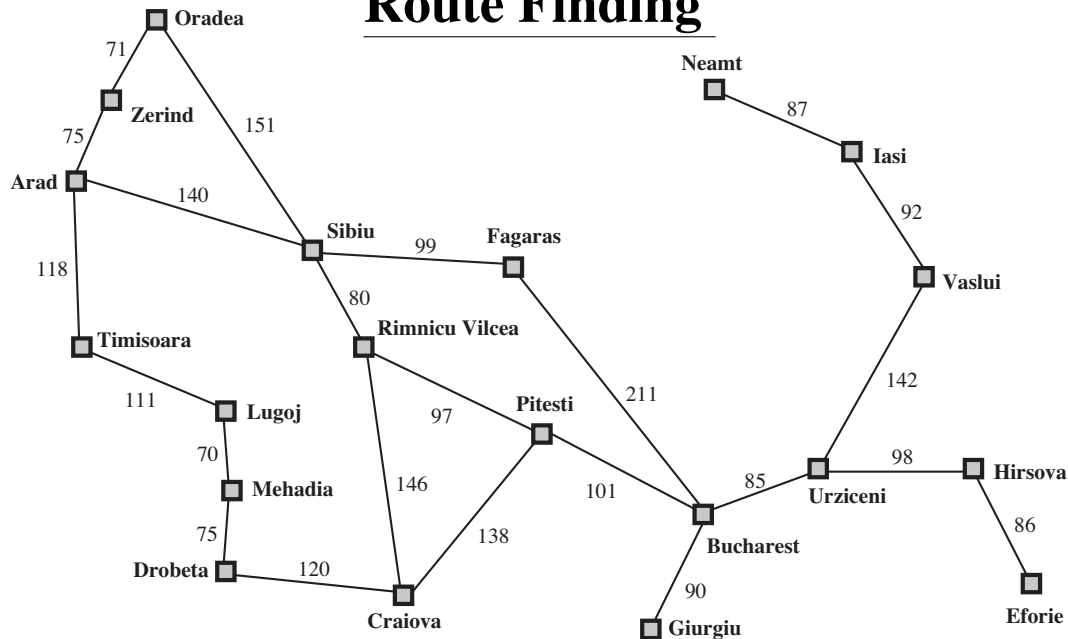 Route Finding
Oradea
71
Neamt
Zerind
87
75
151
Iasi
Arad
140
92
Sibiu
Fagaras
99
118
Vaslui
80
Rimnicu Vilcea
Timisoara
142
111
211
Pitesti
Lugoj
97
70
98
Hirsova
146
85
Mehadia
101
Urziceni
75
138
86
Bucharest
120
Drobeta
90
Eforie
Craiova
Giurgiu